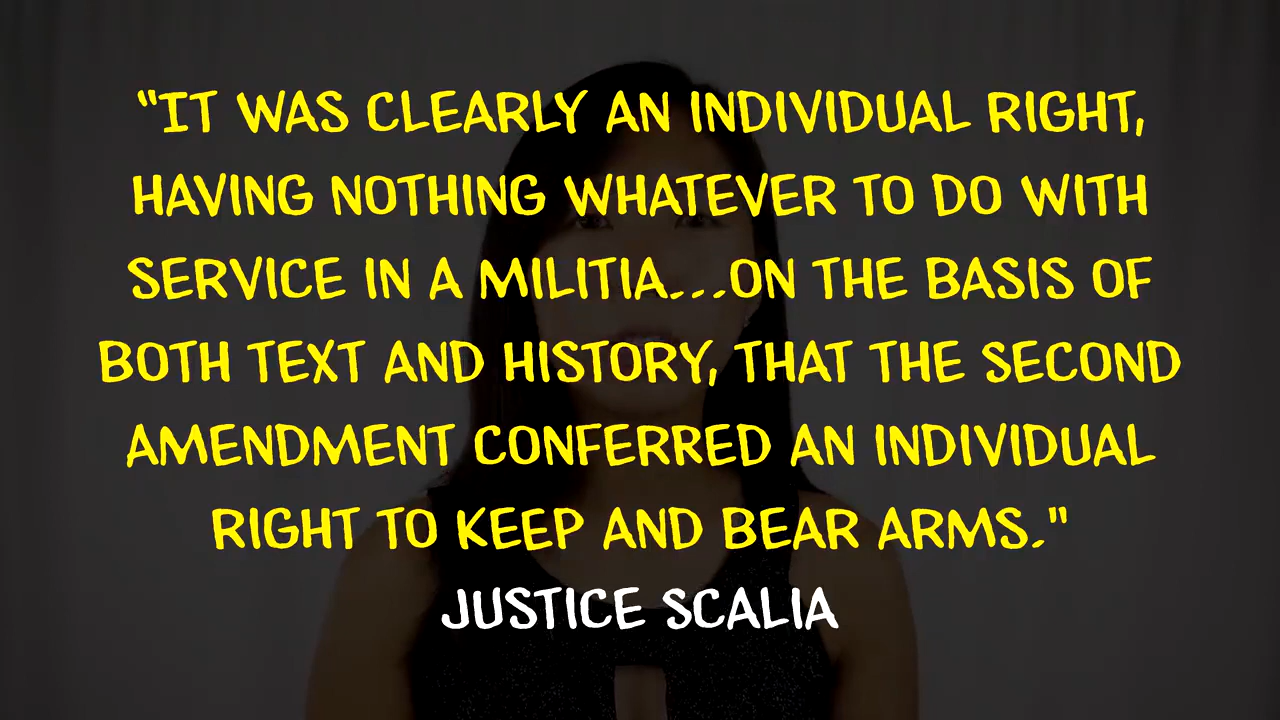 "IT WAS CLEARLY AN INDIVIDUAL RIGHT,
HAVING NOTHING WHATEVER TO DO WITH
SERVICE IN A MILITIA...ON THE BASIS OF
BOTH TEXT AND HISTORY, THAT THE SECOND
AMENDMENT CONFERRED AN INDIVIDUAL
RIGHT TO KEEP AND BEAR ARMS."
JUSTICE SCALIA